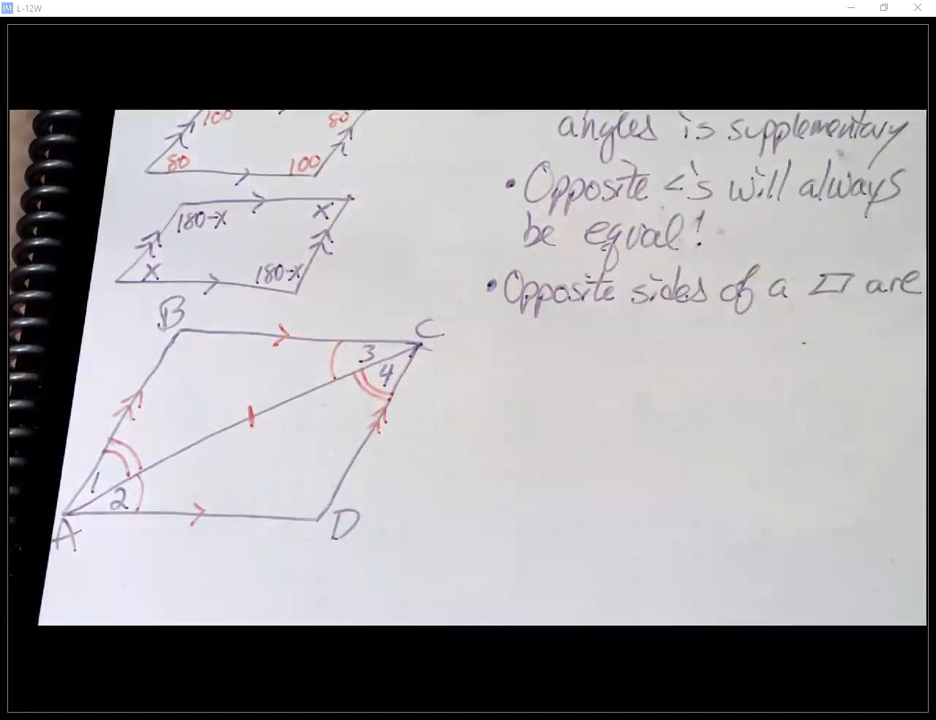 L-12W
100
80
80
100
180-x
x
x
180-x
B
C
3
4
1
2
A
D
angles is supplementary
• Opposite <'s will always
be equal!
• Opposite sides of a ▱ are